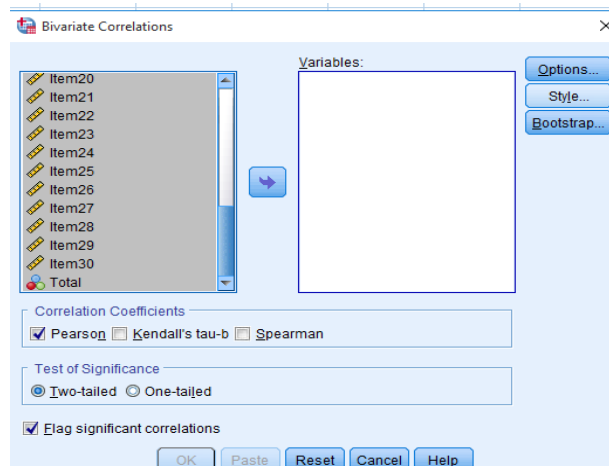 Bivariate Correlations
Variables:
Item20
Item21
Item22
Item23
Item24
Item25
Item26
Item27
Item28
Item29
Item30
Total
Options...
Style...
Bootstrap...
Correlation Coefficients
Pearson Kendall's tau-b Spearman
Test of Significance
Two-tailed One-tailed
Flag significant correlations
OK Paste Reset Cancel Help